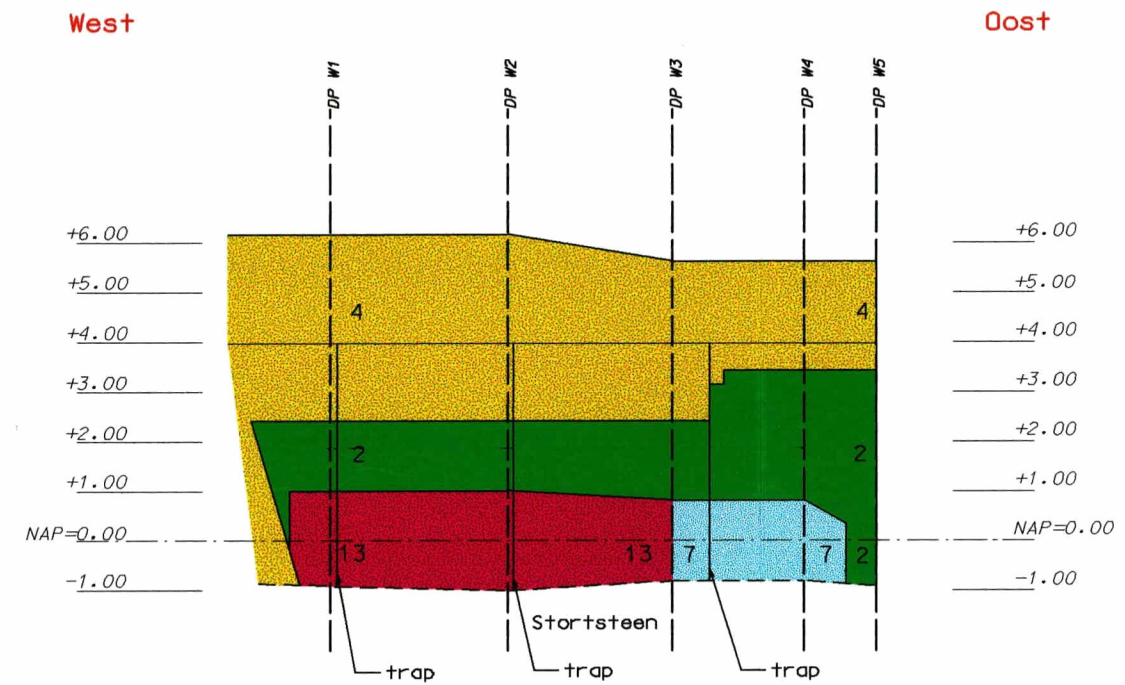 West
Oost
DP W1
DP W2
DP W3
DP W4
DP W5
+6.00
+6.00
+5.00
4
4
+5.00
+4.00
+4.00
+3.00
+3.00
+2.00
2
2
+2.00
+1.00
+1.00
NAP=0.00
13
13
7
7
2
NAP=0.00
-1.00
-1.00
Stortsteen
trap
trap
trap